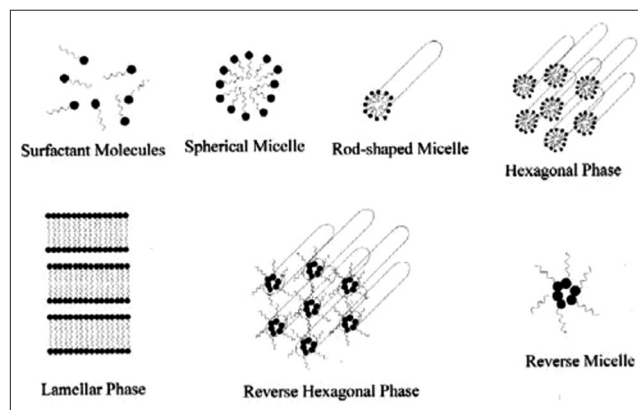 Surfactant Molecules
Spherical Micelle
Rod-shaped Micelle
Hexagonal Phase
Lamellar Phase
Reverse Hexagonal Phase
Reverse Micelle